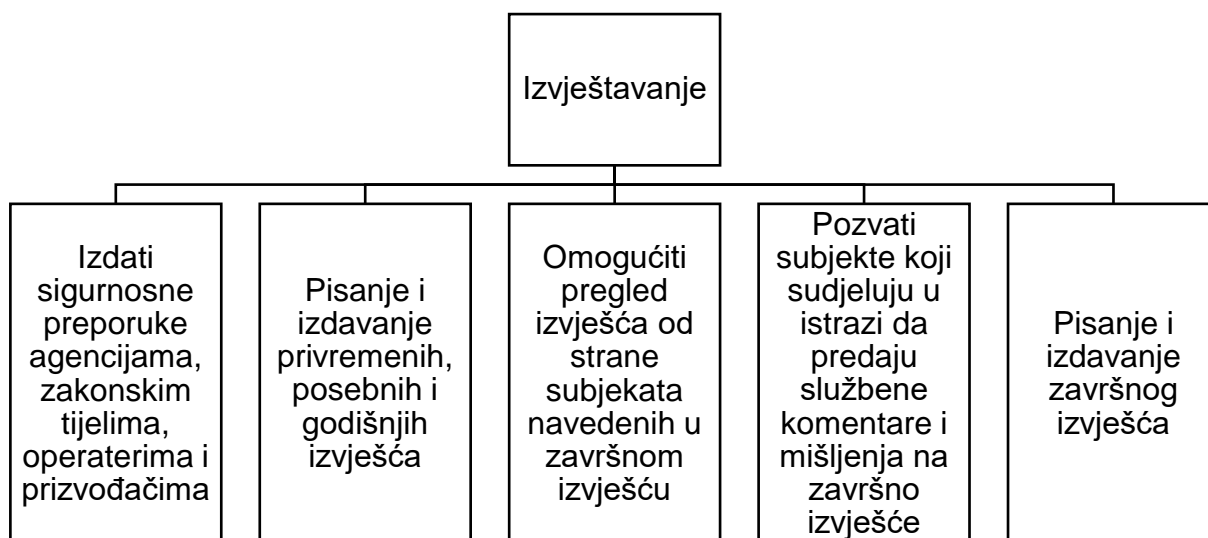 Izvještavanje
Izdati
sigurnosne
preporuke
agencijama,
zakonskim
tijelima,
operaterima i
prizvođačima
Pisanje i
izdavanje
privremenih,
posebnih i
godišnjih
izvješća
Omogućiti
pregled
izvješća od
strane
subjekata
navedenih u
završnom
izvješću
Pozvati
subjekte koji
sudjeluju u
istrazi da
predaju
službene
komentare i
mišljenja na
završno
izvješće
Pisanje i
izdavanje
završnog
izvješća